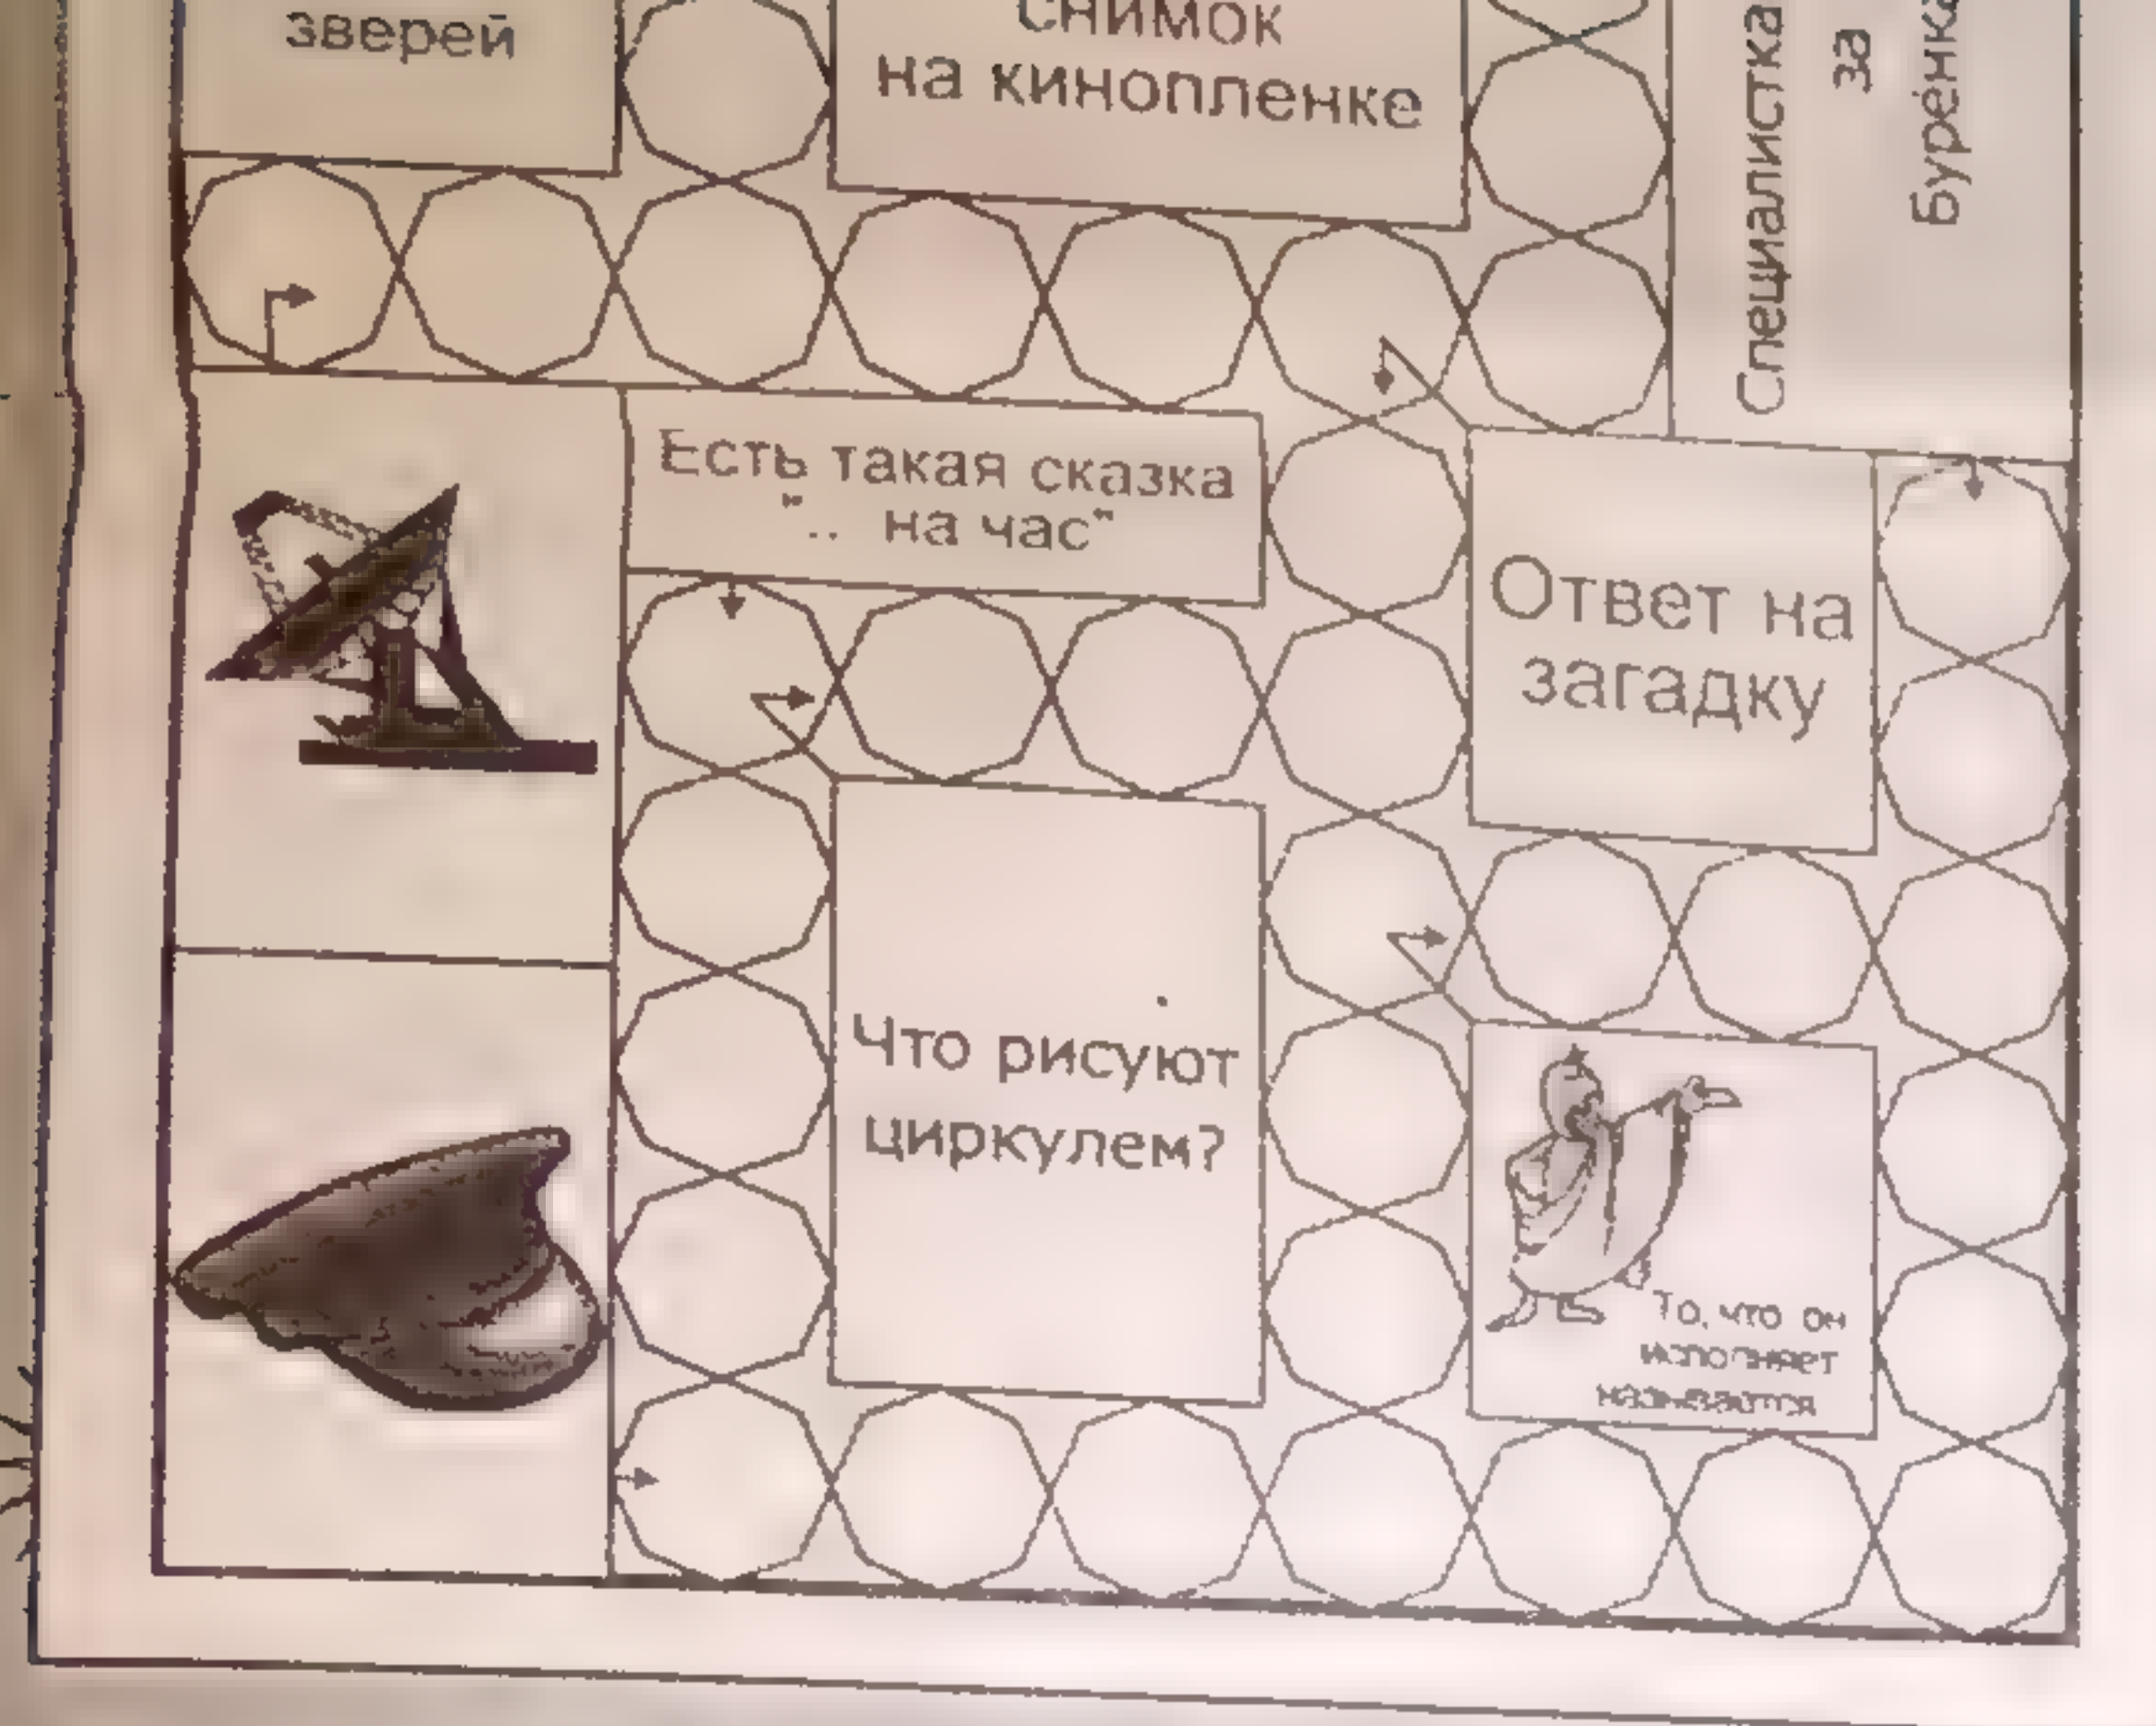 зверей
снимок
на кинопленке
Специалистка
за
Бурёнка
Есть такая сказка
".. на час"
Ответ на
загадку
Что рисуют
циркулем?
То, что он
исполняет
называется